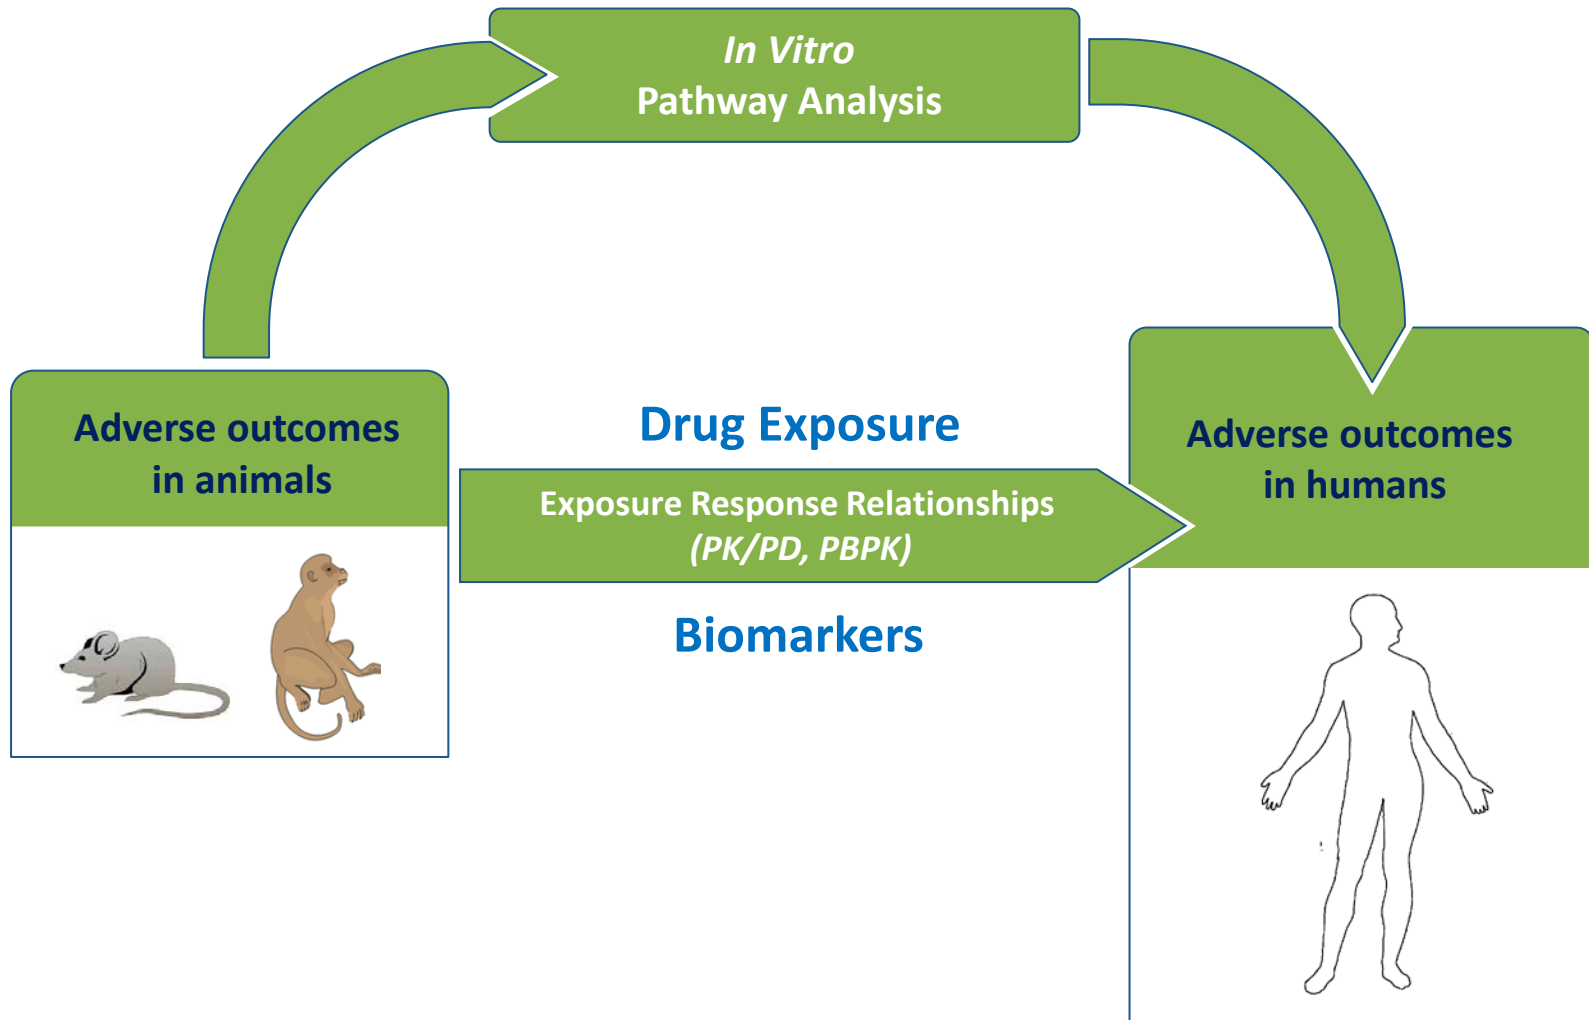 In Vitro
Pathway Analysis
Adverse outcomes
in animals
Drug Exposure
Exposure Response Relationships
(PK/PD, PBPK)
Biomarkers
Adverse outcomes
in humans